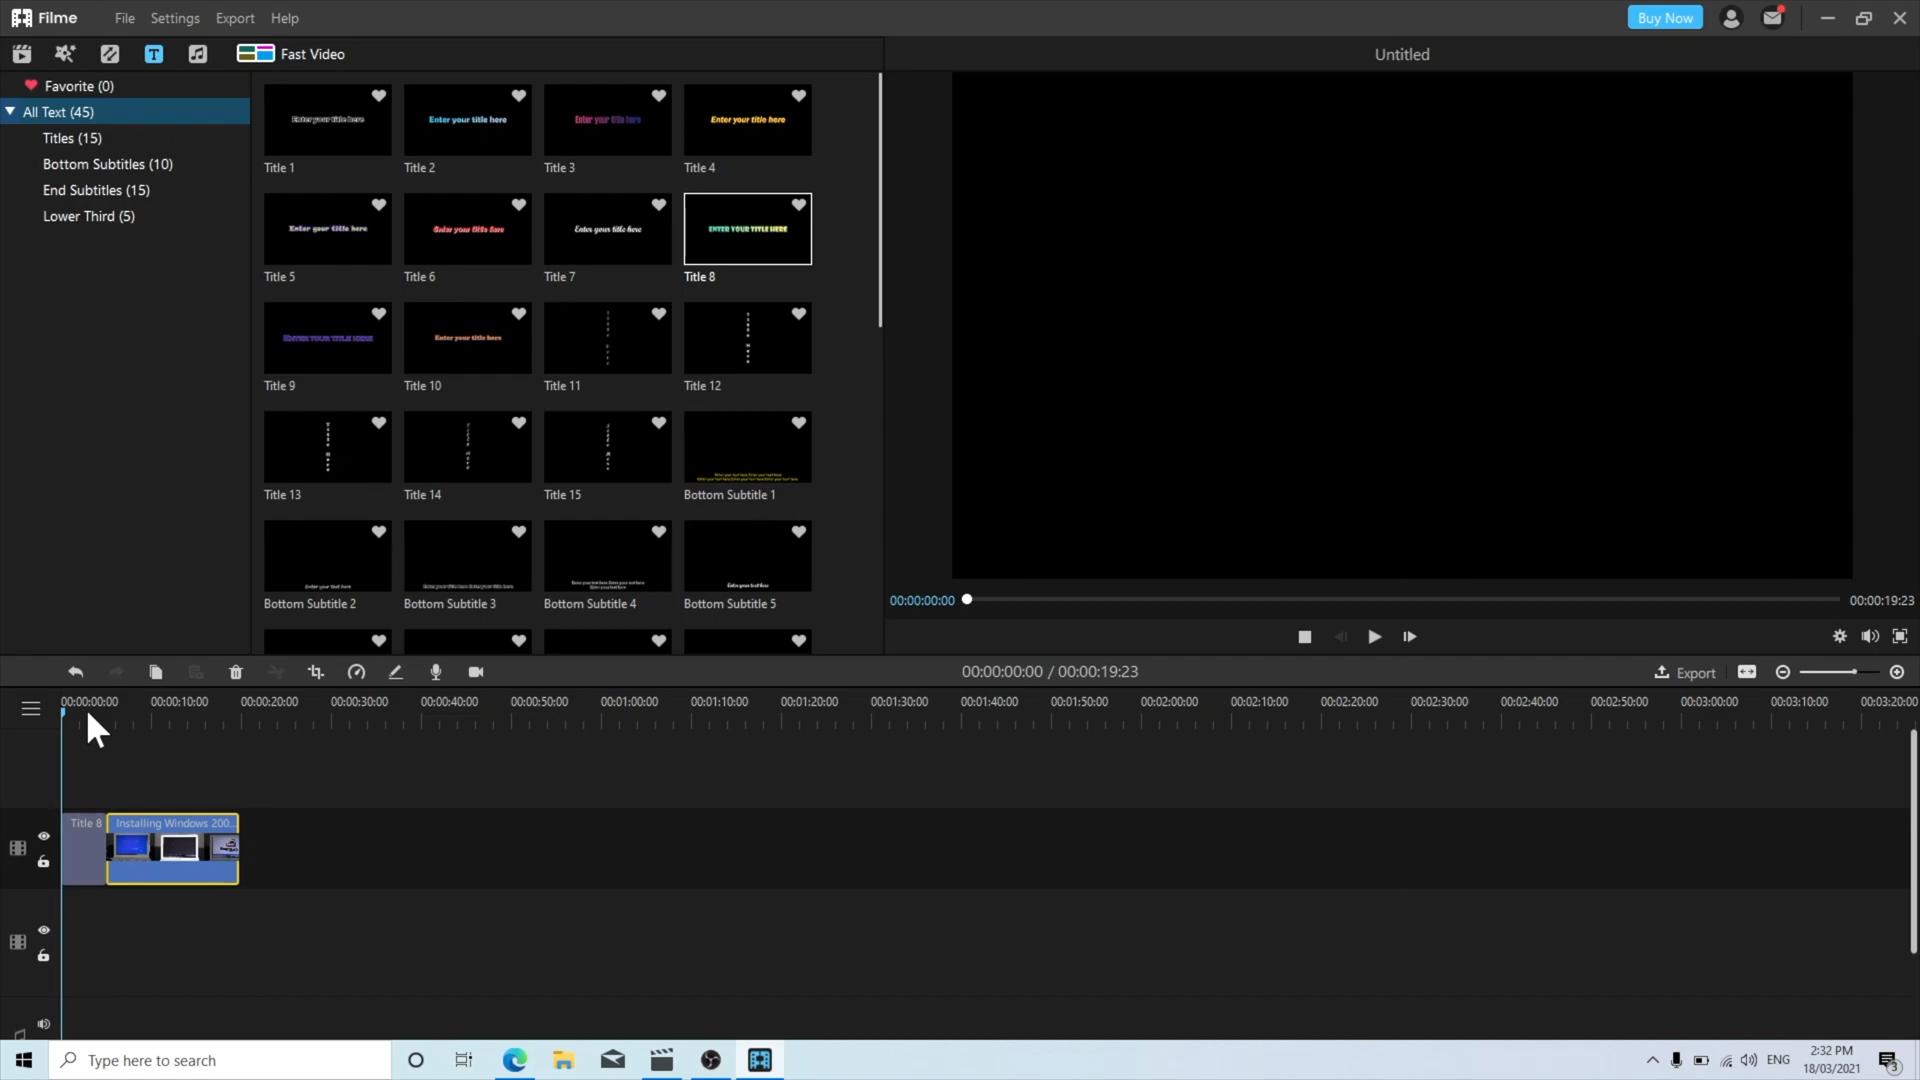 Filme
File
Settings
Export
Help
Buy Now
Fast Video
Untitled
Favorite (0)
All Text (45)
Titles (15)
Bottom Subtitles (10)
End Subtitles (15)
Lower Third (5)
Enter your title here
Enter your title here
Enter your title here
Enter your title here
Title 1
Title 2
Title 3
Title 4
Enter your title here
Enter your title here
Enter your title here
ENTER YOUR TITLE HERE
Title 5
Title 6
Title 7
Title 8
ENTER YOUR TITLE HERE
Enter your title here
Title 9
Title 10
Title 11
Title 12
Title 13
Title 14
Title 15
Bottom Subtitle 1
Enter your text here
Enter your text here
Bottom Subtitle 2
Bottom Subtitle 3
Bottom Subtitle 4
Bottom Subtitle 5
00:00:00:00
00:00:19:23
00:00:00:00 / 00:00:19:23
Export
00:00:00:00
00:00:10:00
00:00:20:00
00:00:30:00
00:00:40:00
00:00:50:00
00:01:00:00
00:01:10:00
00:01:20:00
00:01:30:00
00:01:40:00
00:01:50:00
00:02:00:00
00:02:10:00
00:02:20:00
00:02:30:00
00:02:40:00
00:02:50:00
00:03:00:00
00:03:10:00
00:03:20:00
Title 8
Installing Windows 200...
Type here to search
ENG
2:32 PM
18/03/2021
3